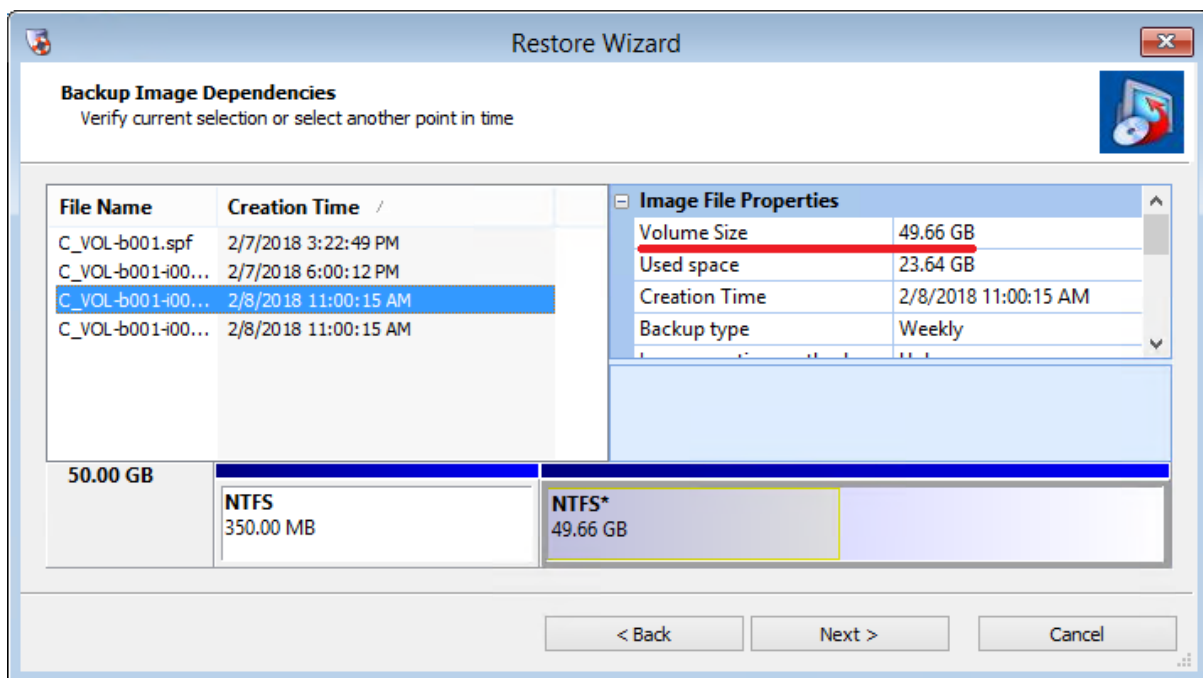 Restore Wizard
Backup Image Dependencies
Verify current selection or select another point in time
File Name Creation Time
C_VOL-b001.spf 2/7/2018 3:22:49 PM
C_VOL-b001-i00... 2/7/2018 6:00:12 PM
C_VOL-b001-i00... 2/8/2018 11:00:15 AM
C_VOL-b001-i00... 2/8/2018 11:00:15 AM
Image File Properties
Volume Size 49.66 GB
Used space 23.64 GB
Creation Time 2/8/2018 11:00:15 AM
Backup type Weekly
50.00 GB
NTFS
350.00 MB
NTFS*
49.66 GB
< Back Next > Cancel